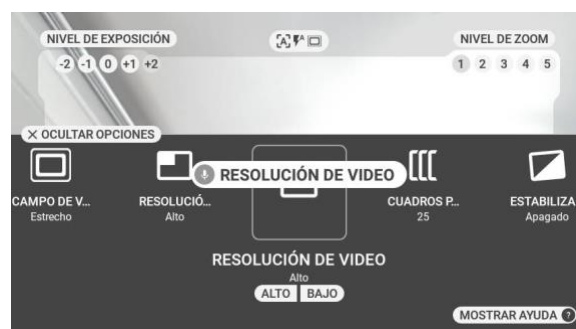 NIVEL DE EXPOSICIÓN
-2 -1 0 +1 +2
A
A
NIVEL DE ZOOM
1 2 3 4 5
OCULTAR OPCIONES
RESOLUCIÓN DE VIDEO
CAMPO DE V...
Estrecho
RESOLUCIÓ...
Alto
CUADROS P...
25
ESTABILIZA
Apagado
RESOLUCIÓN DE VIDEO
Alto
ALTO BAJO
MOSTRAR AYUDA ?